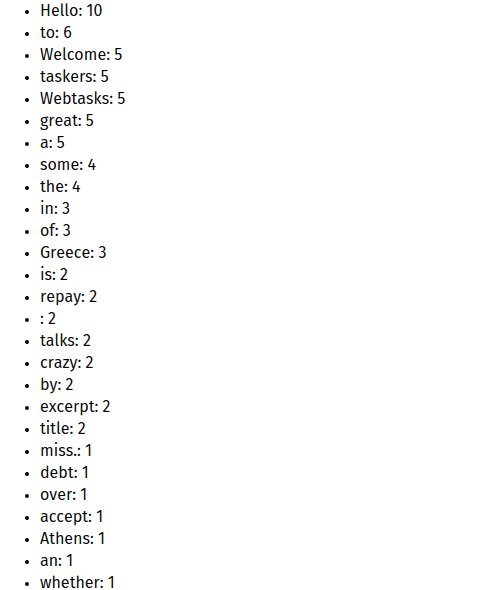 • Hello: 10
• to: 6
• Welcome: 5
• taskers: 5
• Webtasks: 5
• great: 5
• a: 5
• some: 4
• the: 4
• in: 3
• of: 3
• Greece: 3
• is: 2
• repay: 2
• : 2
• talks: 2
• crazy: 2
• by: 2
• excerpt: 2
• title: 2
• miss.: 1
• debt: 1
• over: 1
• accept: 1
• Athens: 1
• an: 1
• whether: 1